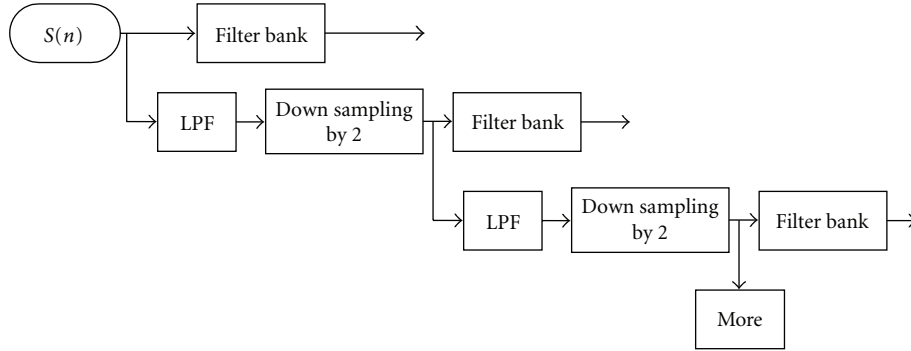 S(n)
Filter bank
LPF
Down sampling
by 2
Filter bank
LPF
Down sampling
by 2
Filter bank
More